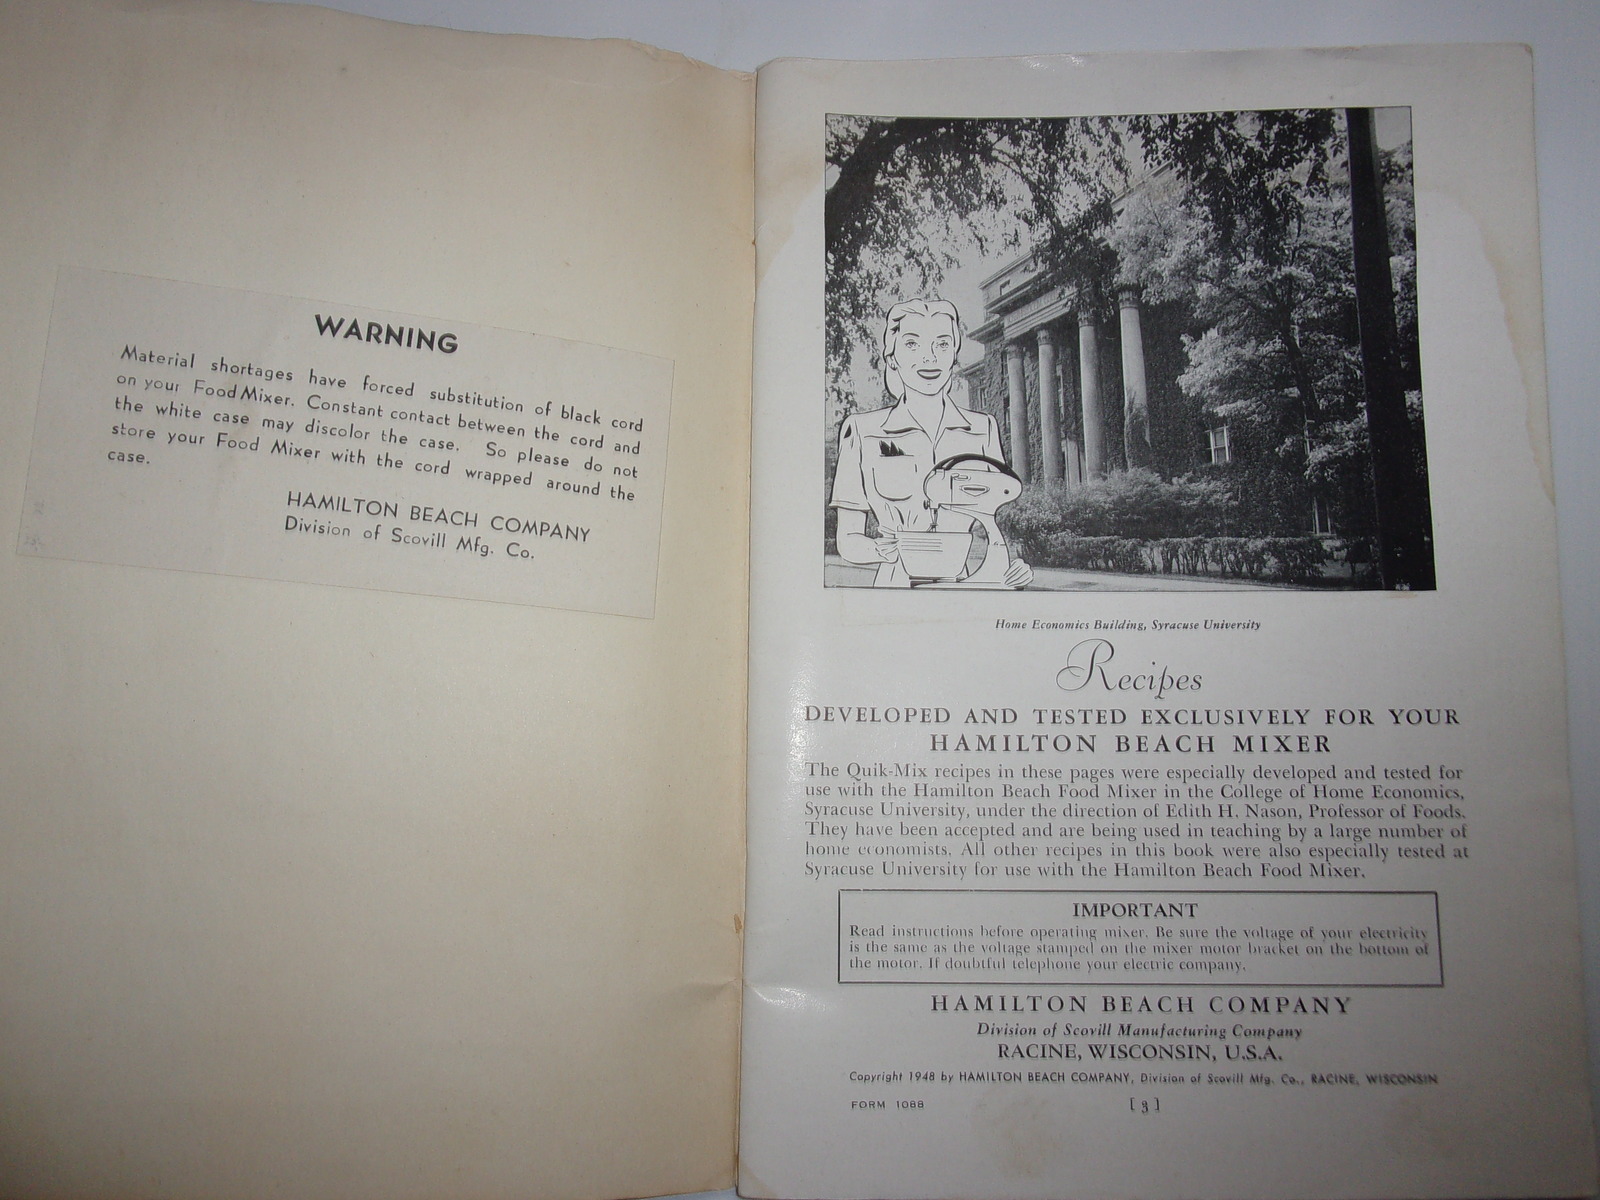 WARNING
Material shortages have forced substitution of black cord
on your Food Mixer. Constant contact between the cord and
the white case may discolor the case. So please do not
store your Food Mixer with the cord wrapped around the
case.
HAMILTON BEACH COMPANY
Division of Scovill Mfg. Co.
Home Economics Building, Syracuse University
Recipes
DEVELOPED AND TESTED EXCLUSIVELY FOR YOUR
HAMILTON BEACH MIXER
The Quik-Mix recipes in these pages were especially developed and tested for
use with the Hamilton Beach Food Mixer in the College of Home Economics,
Syracuse University, under the direction of Edith H. Nason, Professor of Foods.
They have been accepted and are being used in teaching by a large number of
home economists. All other recipes in this book were also especially tested at
Syracuse University for use with the Hamilton Beach Food Mixer.
IMPORTANT
Read instructions before operating mixer. Be sure the voltage of your electricity
is the same as the voltage stamped on the mixer motor bracket on the bottom of
the motor. If doubtful telephone your electric company.
HAMILTON BEACH COMPANY
Division of Scovill Manufacturing Company
RACINE, WISCONSIN, U.S.A.
Copyright 1948 by HAMILTON BEACH COMPANY, Division of Scovill Mfg. Co., RACINE, WISCONSIN
FORM 1088 [ 3 ]